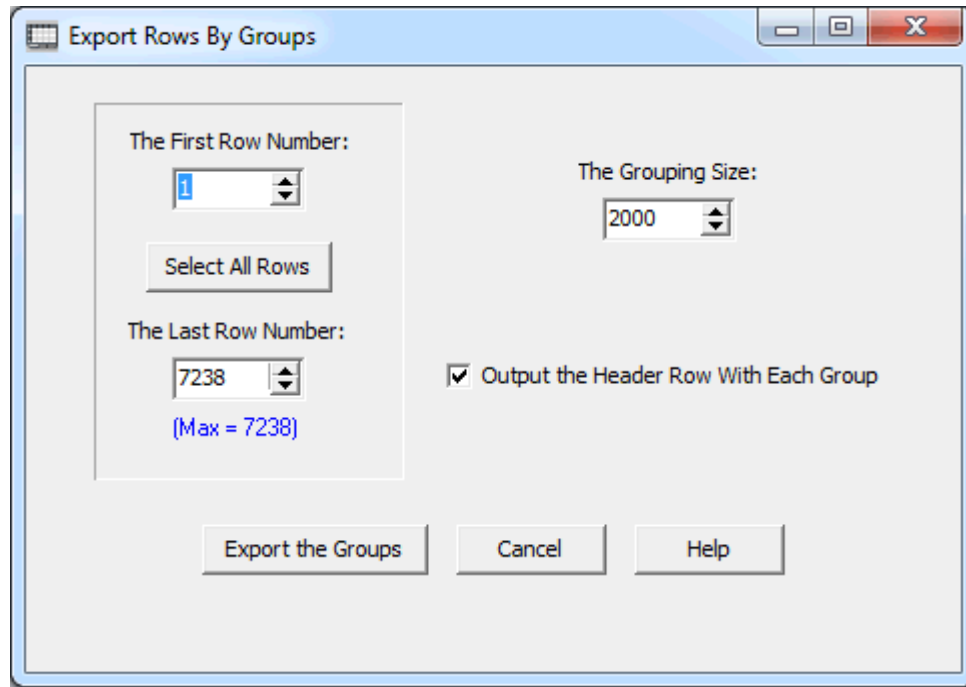 Export Rows By Groups
The First Row Number:
1
Select All Rows
The Last Row Number:
7238
(Max = 7238)
The Grouping Size:
2000
Output the Header Row With Each Group
Export the Groups
Cancel
Help